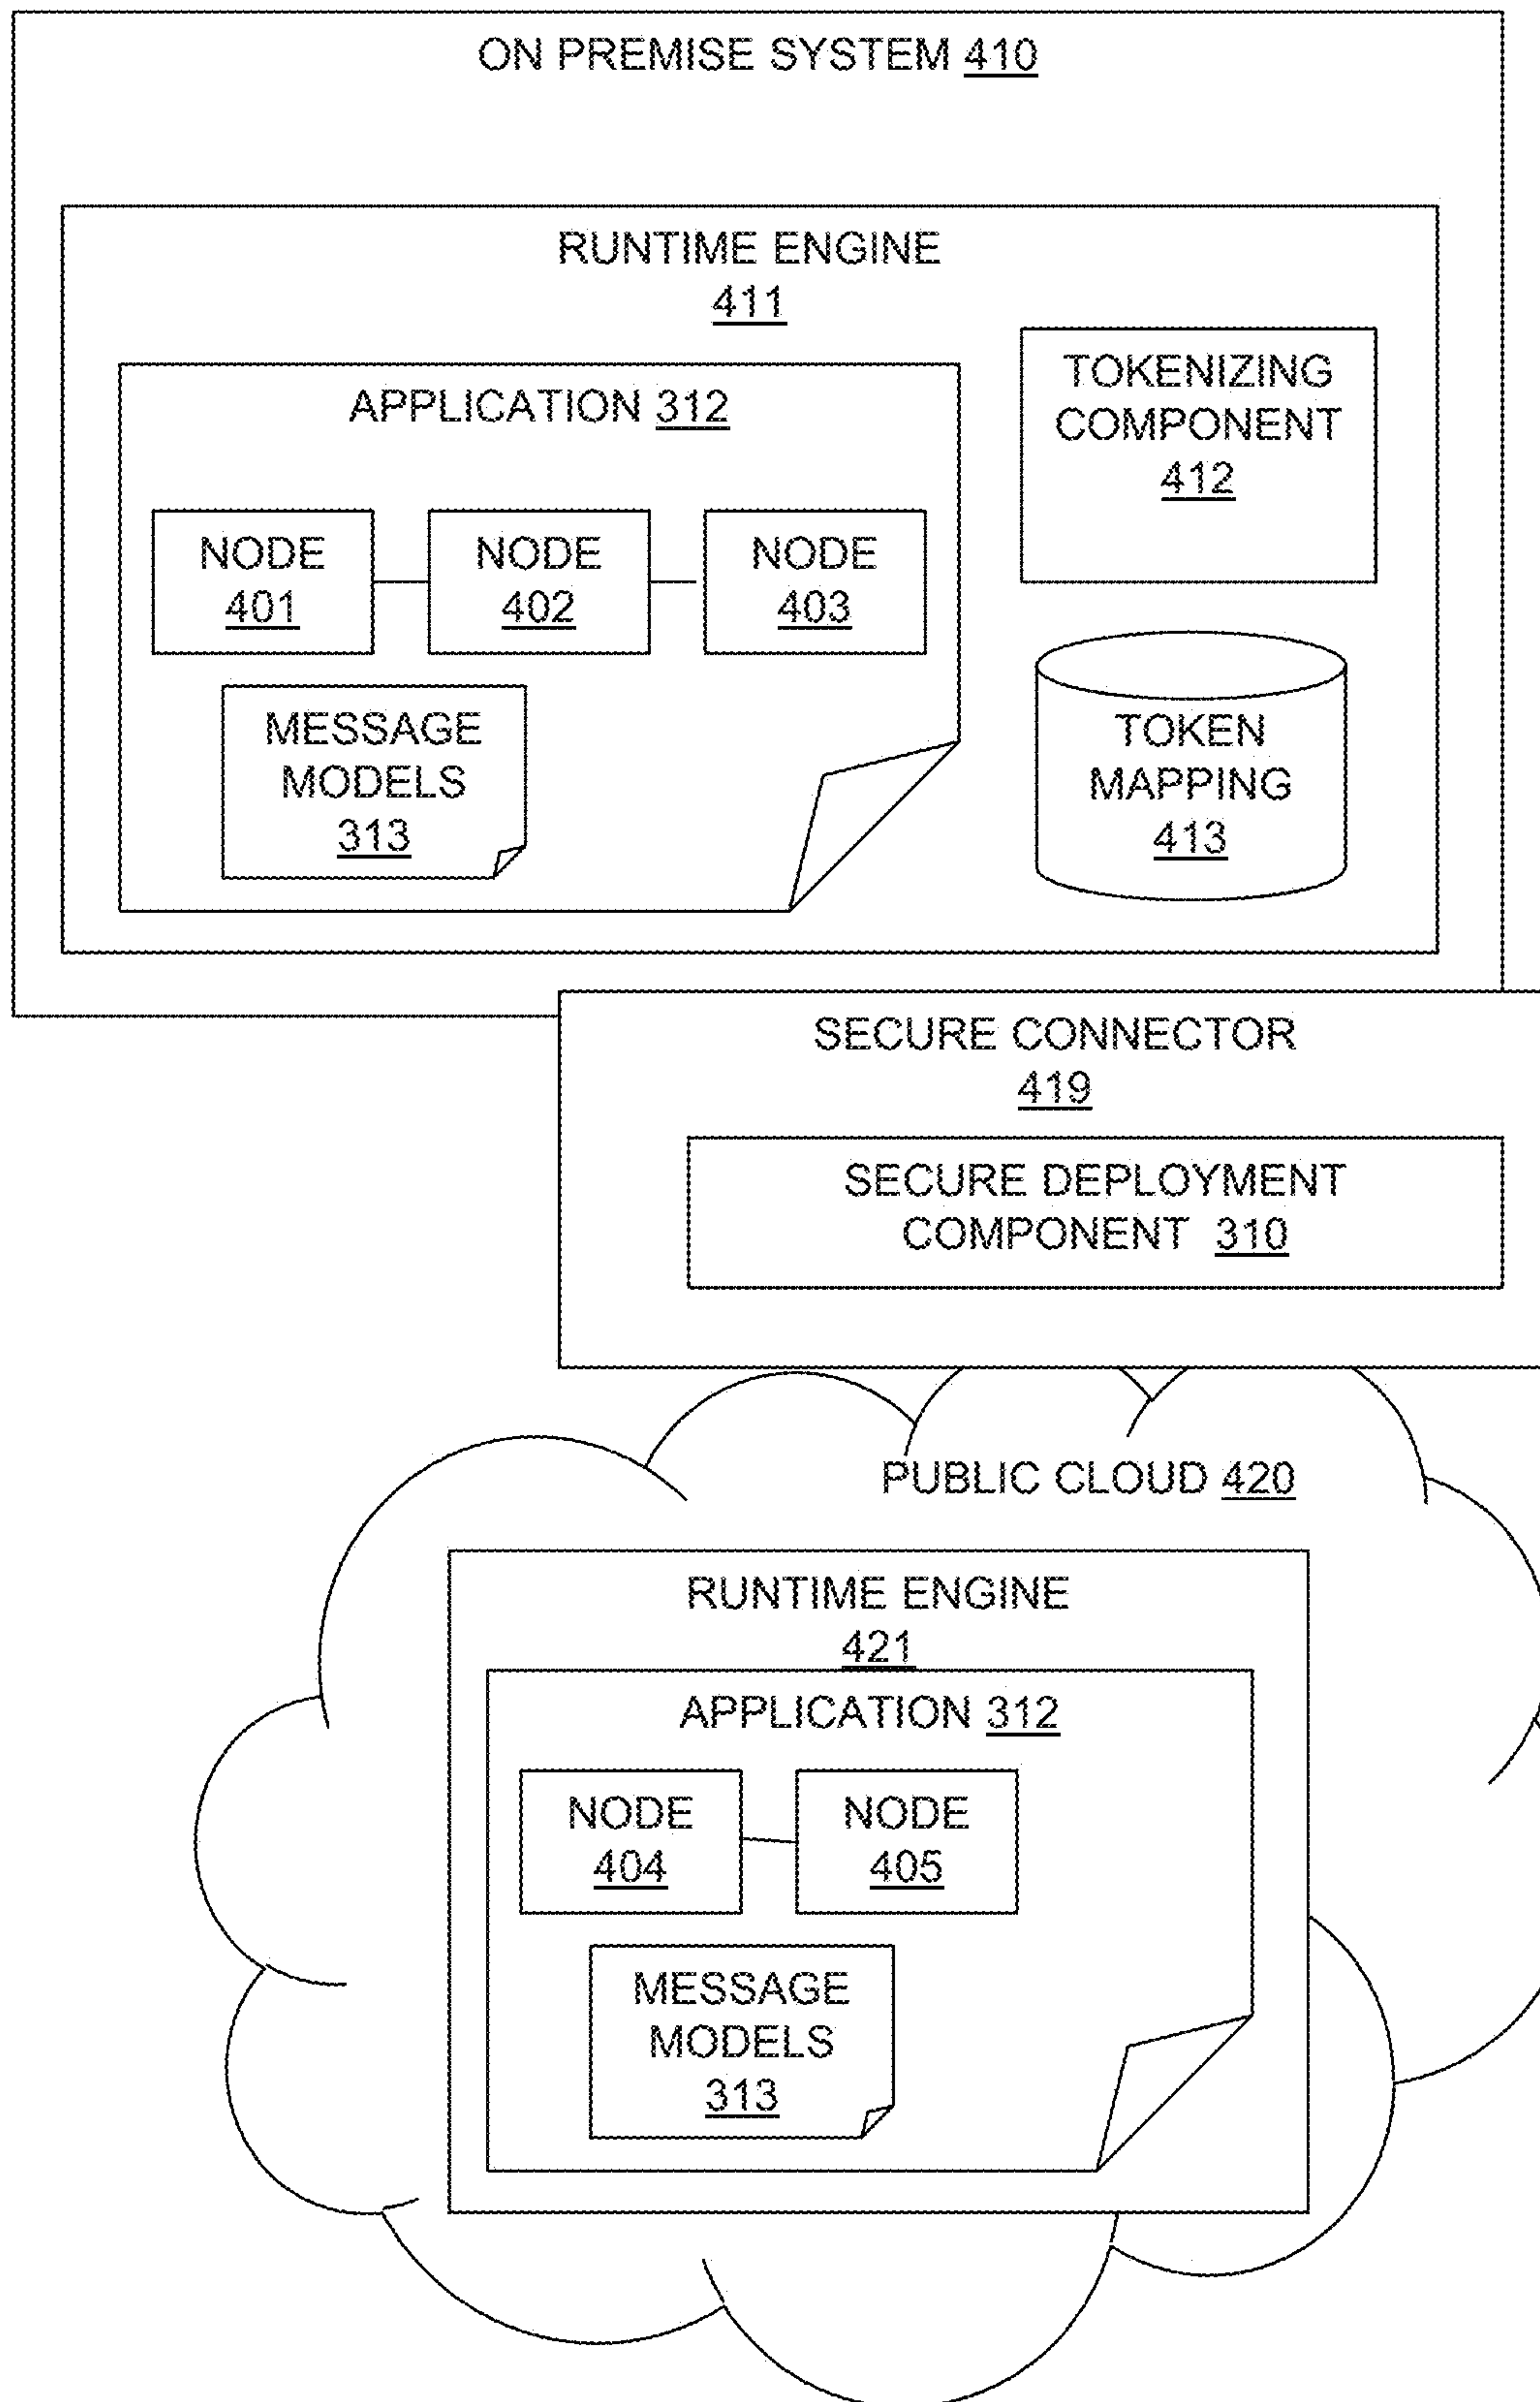 ON PREMISE SYSTEM 410
RUNTIME ENGINE
411
APPLICATION 312
NODE
401
NODE
402
NODE
403
MESSAGE
MODELS
313
TOKENIZING
COMPONENT
412
TOKEN
MAPPING
413
SECURE CONNECTOR
419
SECURE DEPLOYMENT
COMPONENT 310
PUBLIC CLOUD 420
RUNTIME ENGINE
421
APPLICATION 312
NODE
404
NODE
405
MESSAGE
MODELS
313